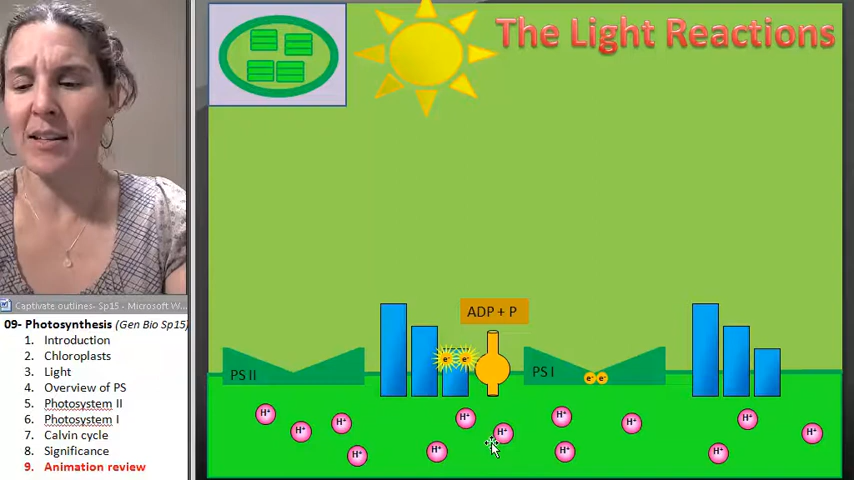 The Light Reactions
ADP + P
PS II
e⁻ e⁻
PS I
e⁻ e⁻
H⁺ H⁺ H⁺ H⁺ H⁺ H⁺ H⁺ H⁺ H⁺ H⁺ H⁺ H⁺ H⁺
Captivate outlines- Sp15 - Microsoft W...
09- Photosynthesis (Gen Bio Sp15)
1. Introduction
2. Chloroplasts
3. Light
4. Overview of PS
5. Photosystem II
6. Photosystem I
7. Calvin cycle
8. Significance
9. Animation review